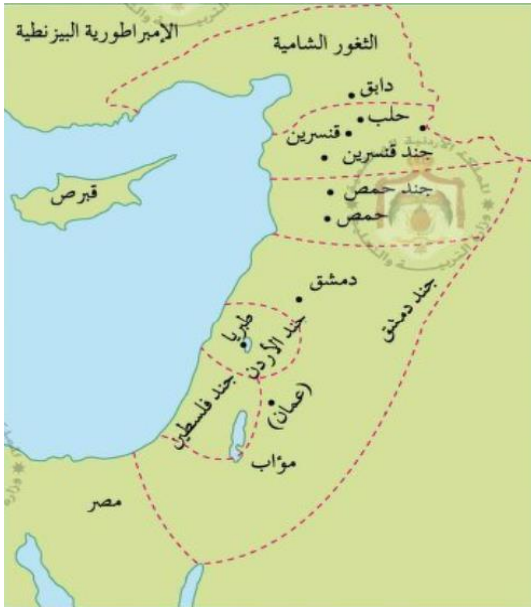 الإمبراطورية البيزنطية
الثغور الشامية
دابق
حلب
قنسرين
جند قنسرين
جند حمص
حمص
قبرص
دمشق
جند دمشق
طبريا
جند الأردن
جند فلسطين
(عمان)
مؤاب
مصر